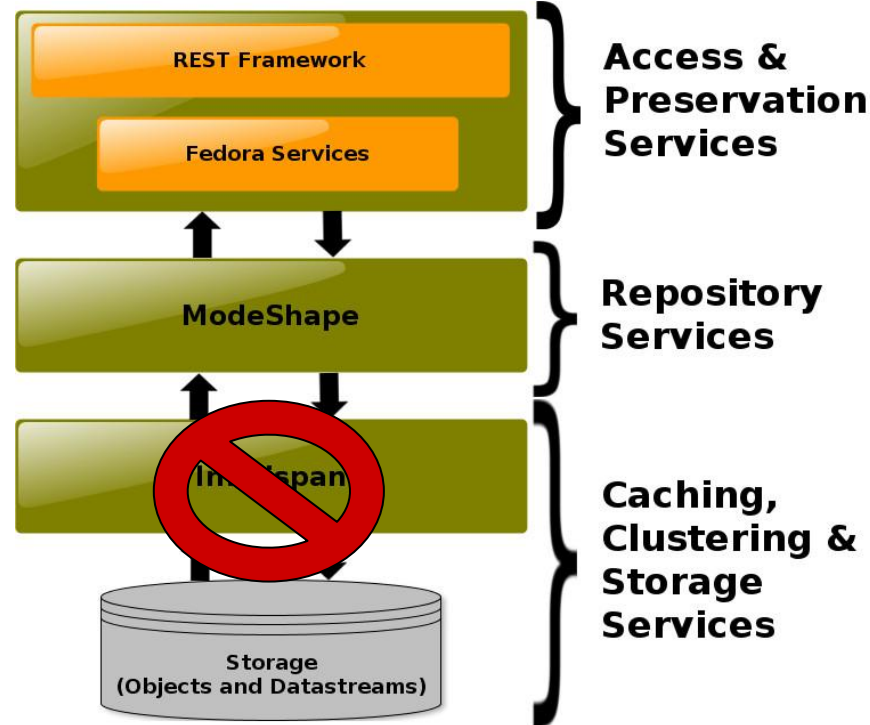 REST Framework
Fedora Services
Access &
Preservation
Services
ModeShape
Repository
Services
Caching,
Clustering &
Storage
Services
Storage
(Objects and Datastreams)